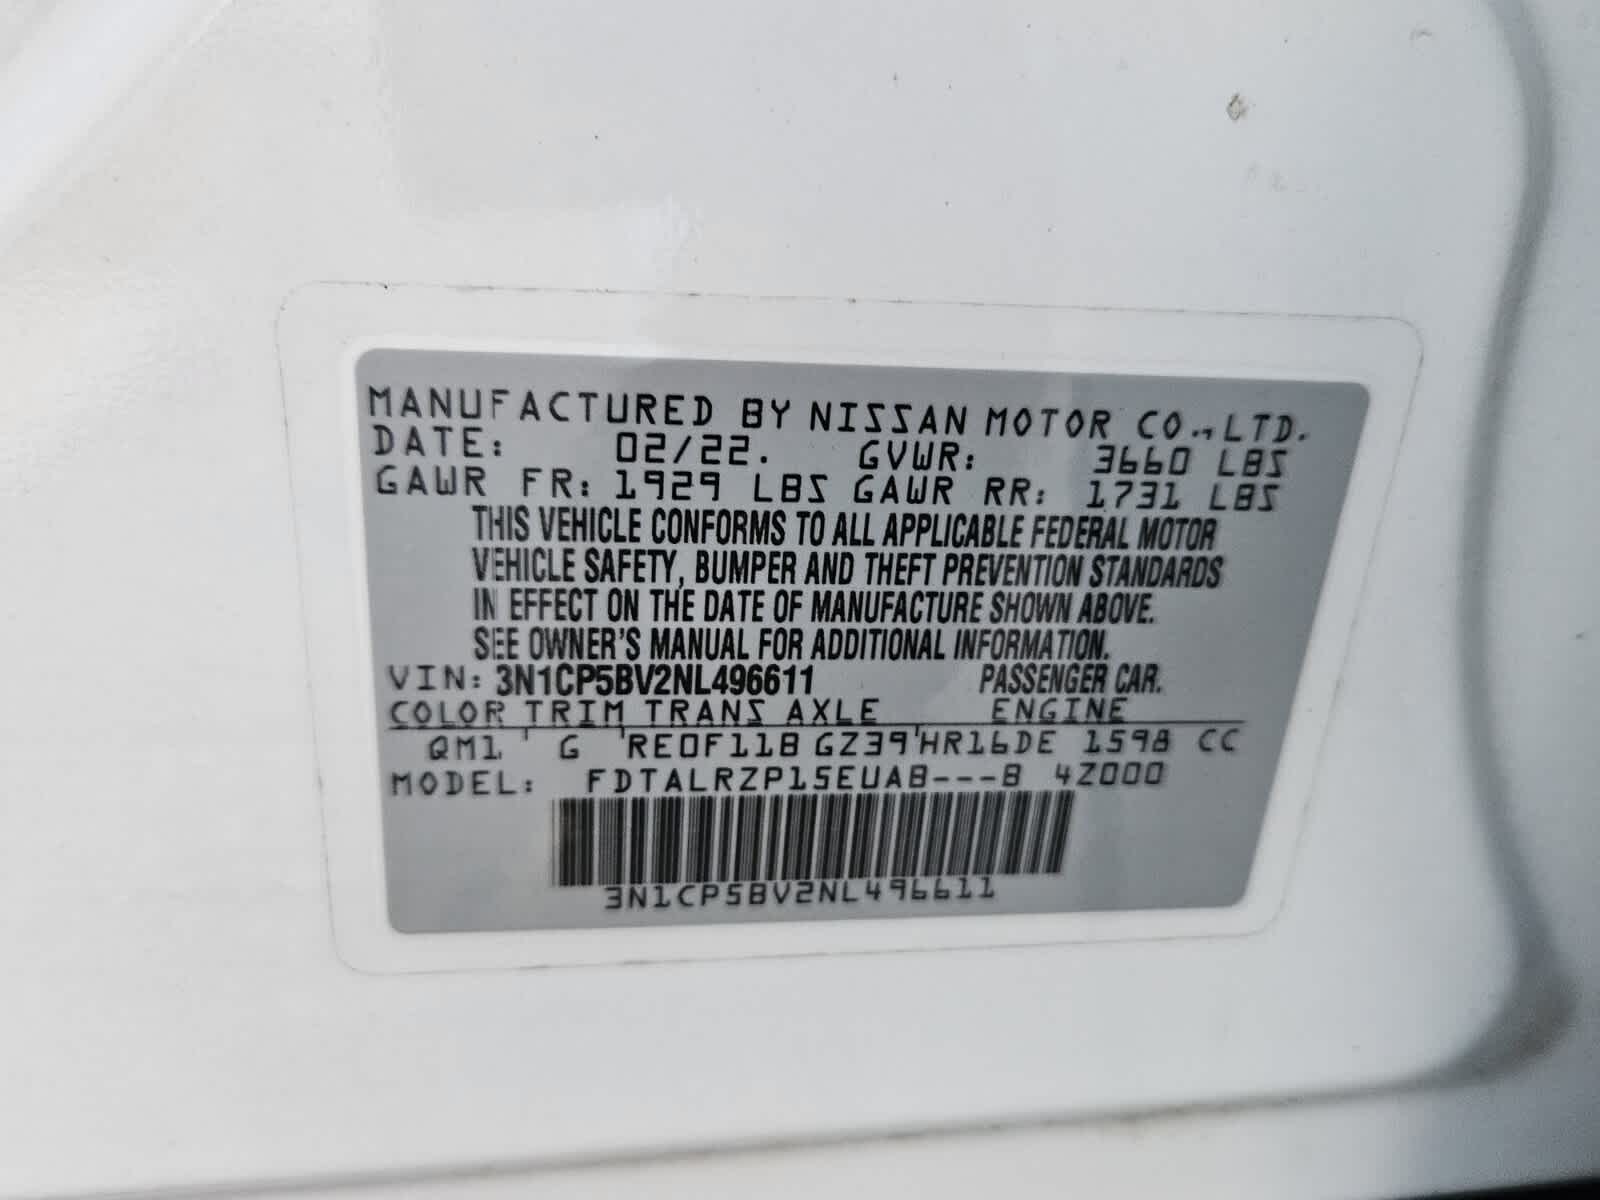 MANUFACTURED BY NISSAN MOTOR CO.,LTD.
DATE: 02/22. GVWR: 3660 LBS
GAWR FR: 1929 LBS GAWR RR: 1731 LBS
THIS VEHICLE CONFORMS TO ALL APPLICABLE FEDERAL MOTOR
VEHICLE SAFETY, BUMPER AND THEFT PREVENTION STANDARDS
IN EFFECT ON THE DATE OF MANUFACTURE SHOWN ABOVE.
SEE OWNER'S MANUAL FOR ADDITIONAL INFORMATION.
VIN: 3N1CP5BV2NL496611 PASSENGER CAR.
COLOR TRIM TRANS AXLE ENGINE
QM1 ' G 'RE0F11B GZ39'HR16DE 1598 CC
MODEL: FDTALRZP15EUAB---B 4Z000
3N1CP5BV2NL496611